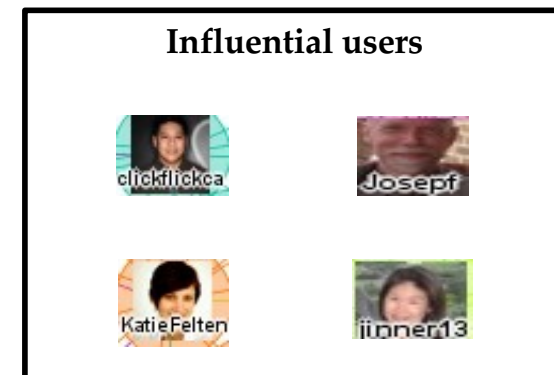 Influential users
clickflickca
Josepf
KatieFelten
jinner13